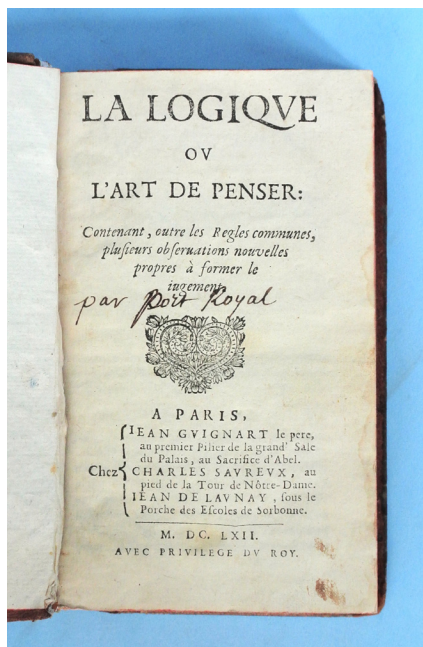 LA LOGIQVE
OV
L'ART DE PENSER:
Contenant, outre les Regles communes,
plusieurs obseruations nouvelles
propres à former le
iugement.
par Port Royal
A PARIS,
IEAN GVIGNART le pere,
au premier Pilier de la grand' Sale
du Palais, au Sacrifice d'Abel.
Chez CHARLES SAVREVX, au
pied de la Tour de Nôtre-Dame.
IEAN DE LAVNAY, sous le
Porche des Escoles de Sorbonne.
M. DC. LXII.
AVEC PRIVILEGE DV ROY.